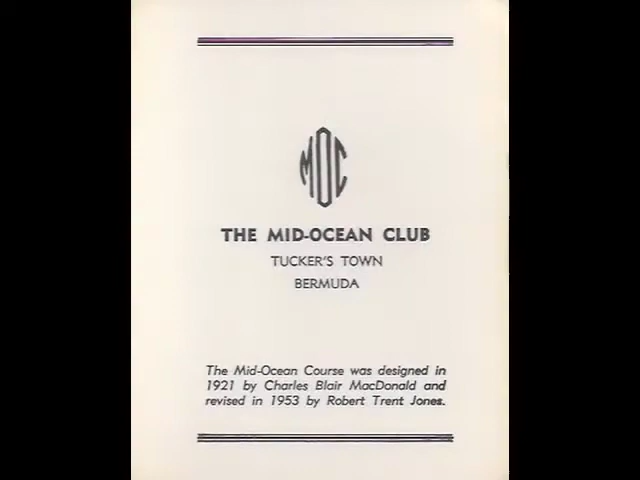 MOC
THE MID-OCEAN CLUB
TUCKER'S TOWN
BERMUDA
The Mid-Ocean Course was designed in
1921 by Charles Blair MacDonald and
revised in 1953 by Robert Trent Jones.